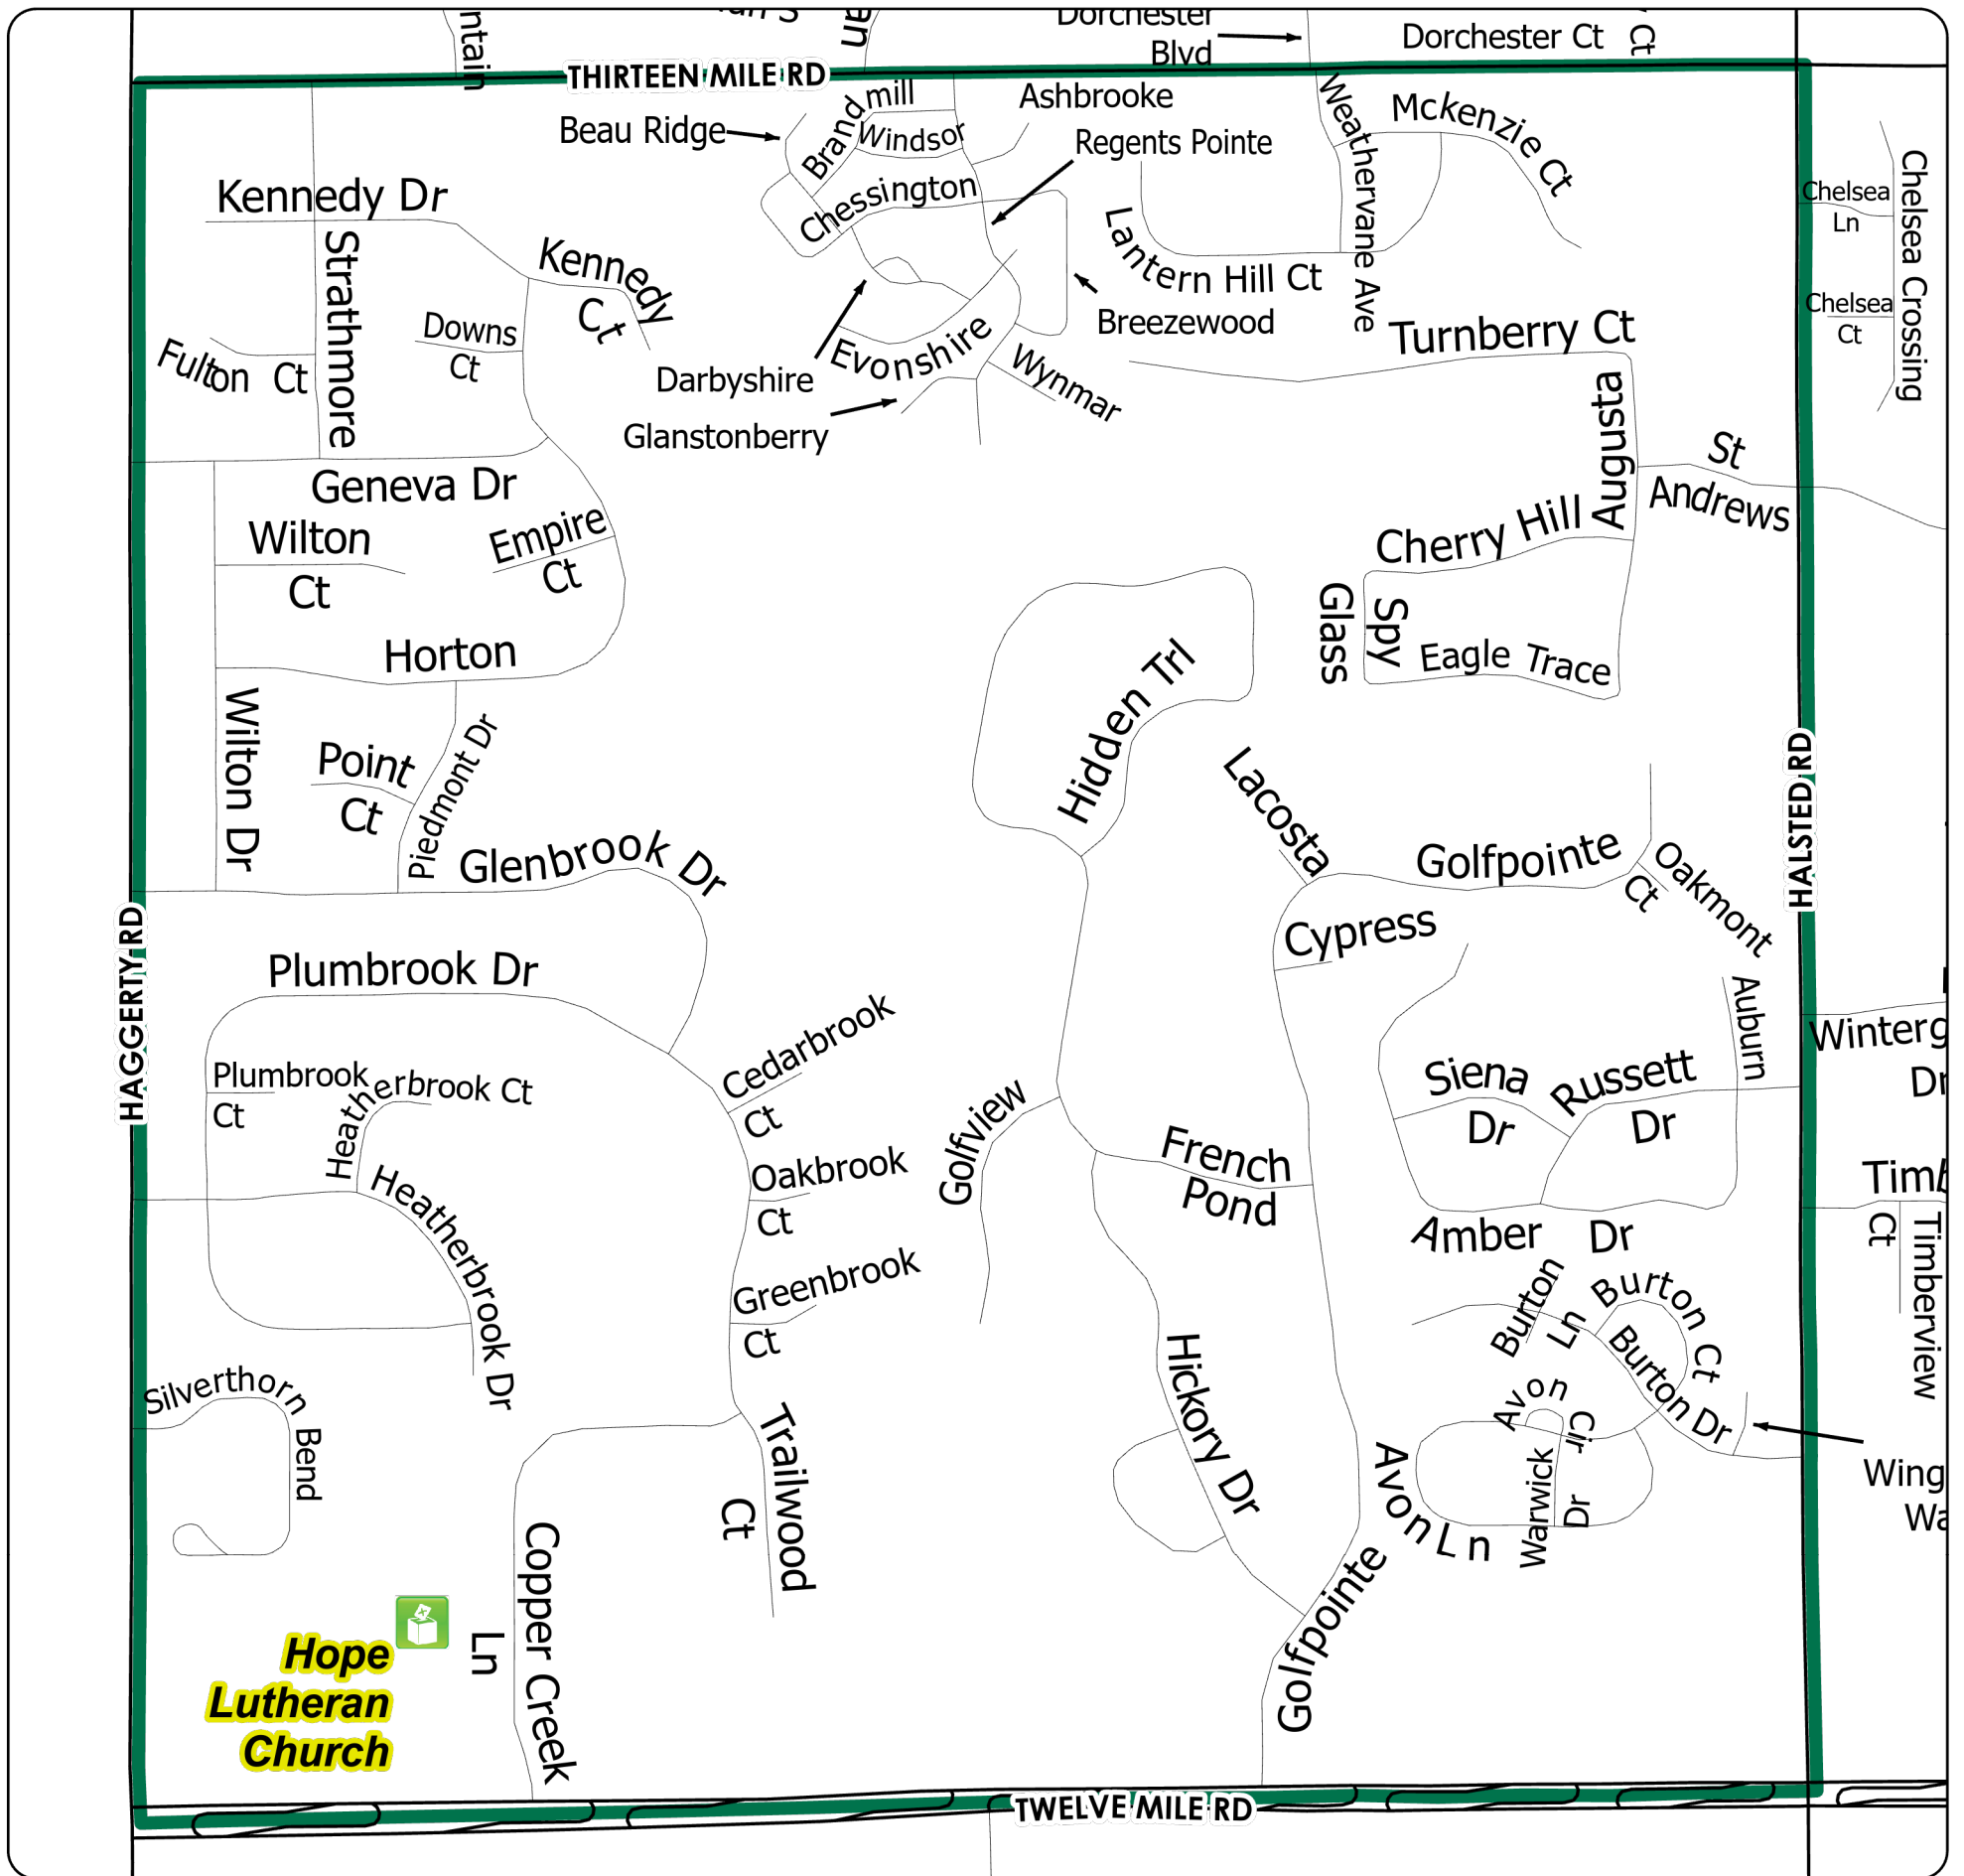 Dorchester
Blvd
Dorchester Ct
Ct
ntain
an
THIRTEEN MILE RD
Beau Ridge
Brandmill
Windsor
Ashbrooke
Regents Pointe
Chessington
Weathervane Ave
Mckenzie Ct
Chelsea
Ln
Chelsea Crossing
Chelsea
Ct
Kennedy Dr
Strathmore
Kennedy
Ct
Lantern Hill Ct
Breezewood
Downs
Ct
Fulton Ct
Darbyshire
Evonshire
Wynmar
Glanstonberry
Turnberry Ct
Augusta
St
Andrews
Geneva Dr
Wilton
Ct
Empire
Ct
Cherry Hill
Spy
Glass
Eagle Trace
Horton
Hidden Trl
Wilton Dr
Point
Ct
Piedmont Dr
Lacosta
HALSTED RD
Glenbrook Dr
Golfpointe
Oakmont
Ct
HAGGERTY RD
Cypress
Plumbrook Dr
Auburn
Winterg
Dr
Cedarbrook
Ct
Plumbrook
Ct
Heatherbrook Ct
Siena
Dr
Russett
Dr
Golfview
French
Pond
Oakbrook
Ct
Heatherbrook Dr
Timb
Ct
Timberview
Amber Dr
Greenbrook
Ct
Burton
Ln
Burton Ct
Burton Dr
Hickory Dr
Silverthorn
Bend
Avon
Cir
Trailwood
Ct
Avon Ln
Warwick
Dr
Wing
Wa
Copper Creek
Ln
Golfpointe
Hope
Lutheran
Church
TWELVE MILE RD